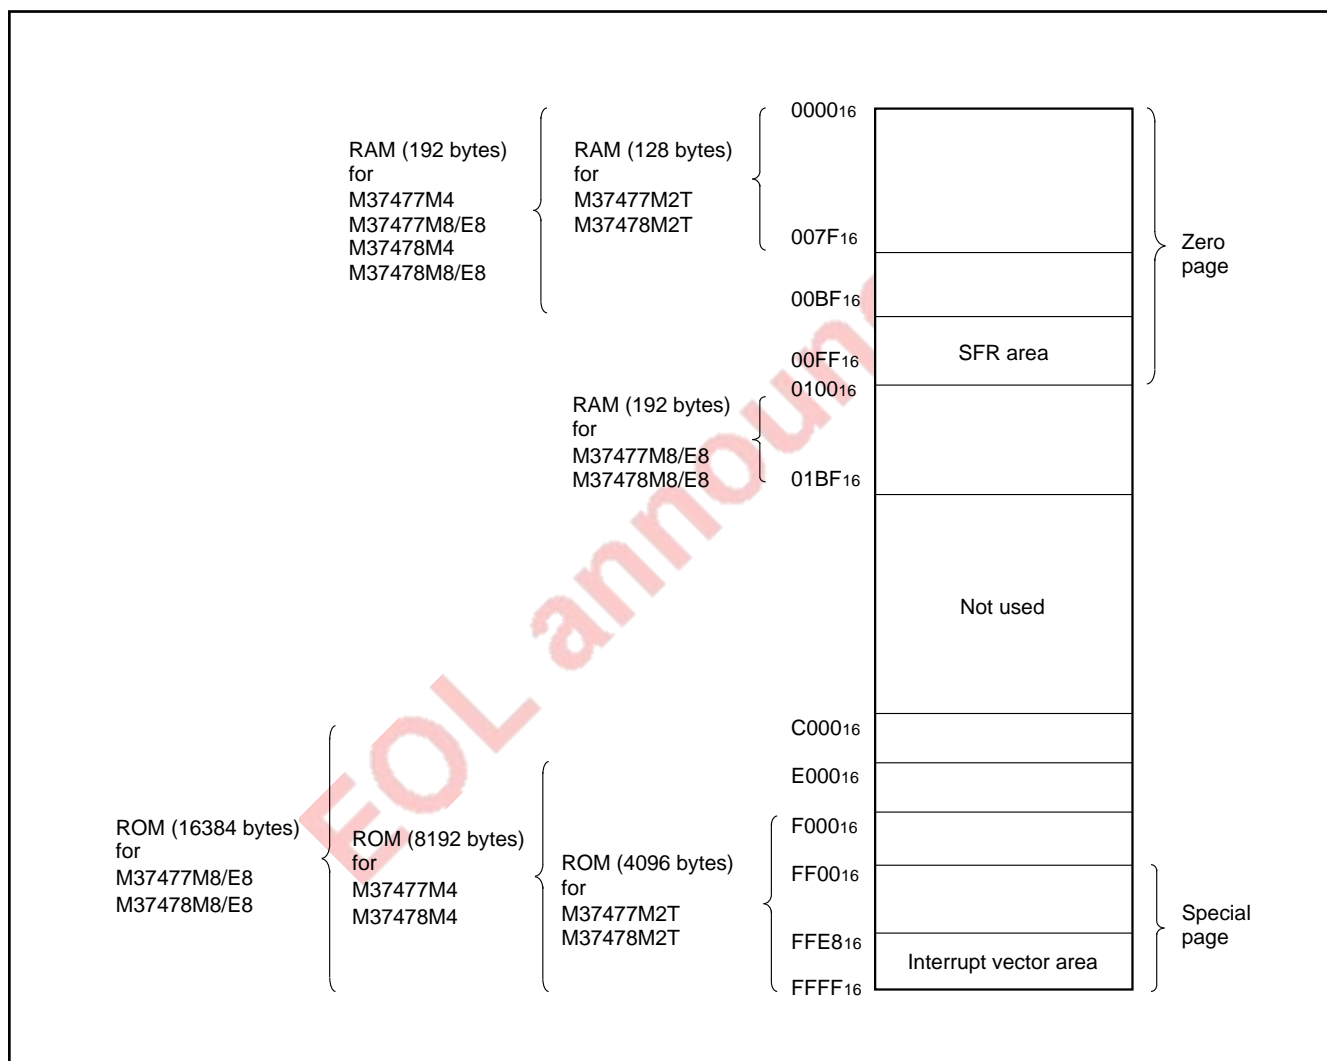 RAM (192 bytes)
for
M37477M4
M37477M8/E8
M37478M4
M37478M8/E8
RAM (128 bytes)
for
M37477M2T
M37478M2T
000016
007F16
00BF16
00FF16
010016
01BF16
SFR area
Zero
page
RAM (192 bytes)
for
M37477M8/E8
M37478M8/E8
Not used
EOL announ
ROM (16384 bytes)
for
M37477M8/E8
M37478M8/E8
ROM (8192 bytes)
for
M37477M4
M37478M4
ROM (4096 bytes)
for
M37477M2T
M37478M2T
C00016
E00016
F00016
FF0016
FFE816
FFFF16
Interrupt vector area
Special
page